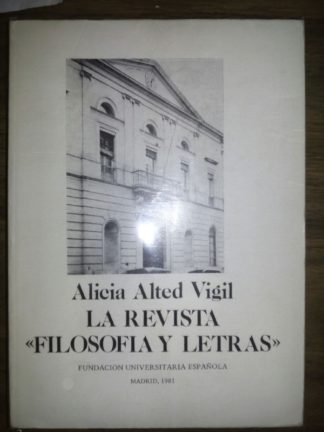 Alicia Alted Vigil
LA REVISTA
«FILOSOFIA Y LETRAS»
FUNDACION UNIVERSITARIA ESPAÑOLA
MADRID, 1981